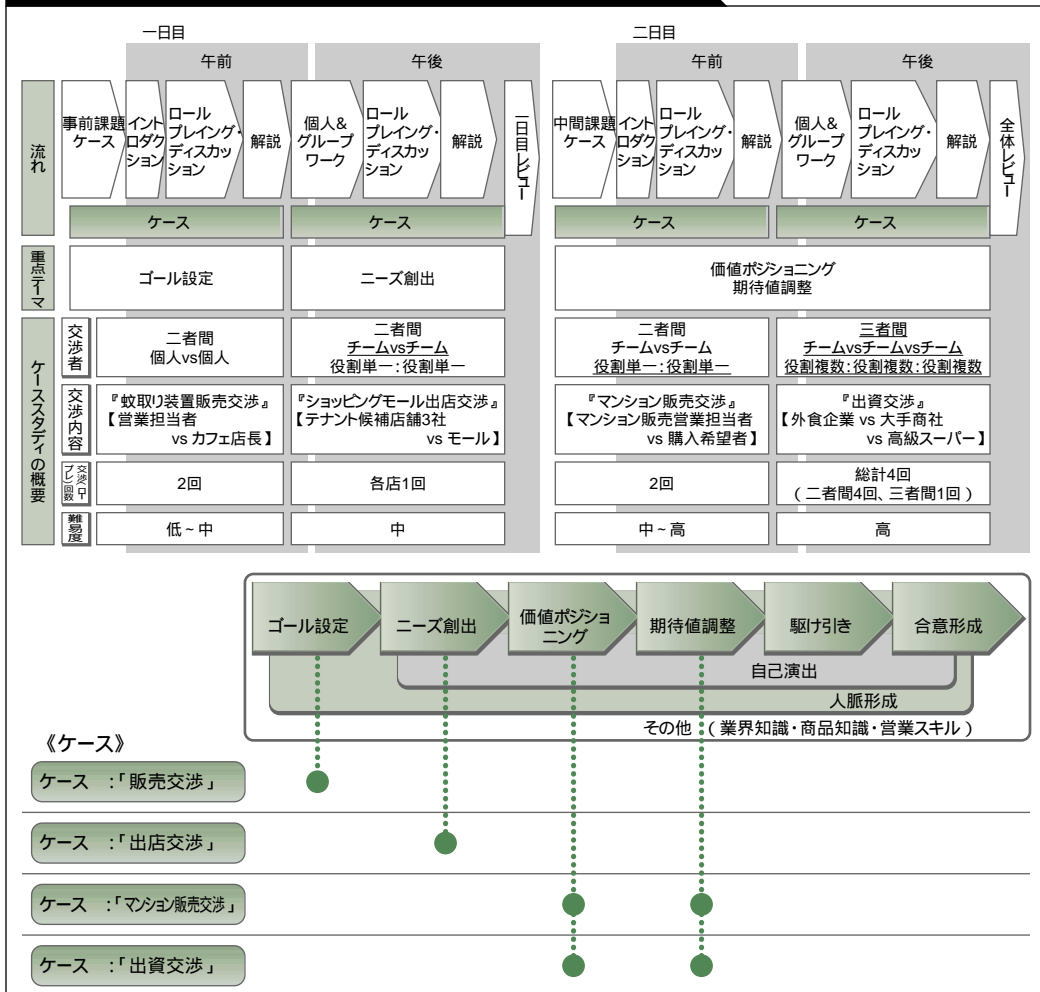 一日目
二日目
午前
午後
午前
午後
流れ
事前課題
ケース
イント
ロダク
ション
ロール
プレイング・
ディスカッ
ション
解説
個人&
グループ
ワーク
ロール
プレイング・
ディスカッ
ション
解説
一日目レビュー
中間課題
ケース
イント
ロダク
ション
ロール
プレイング・
ディスカッ
ション
解説
個人&
グループ
ワーク
ロール
プレイング・
ディスカッ
ション
解説
全体レビュー
ケース
ケース
ケース
ケース
重点テーマ
ゴール設定
ニーズ創出
価値ポジショニング
期待値調整
ケーススタディの概要
交渉者
二者間
個人vs個人
二者間
チームvsチーム
役割単一:役割単一
二者間
チームvsチーム
役割単一:役割単一
三者間
チームvsチームvsチーム
役割複数:役割複数:役割複数
交渉内容
『蚊取り装置販売交渉』
【営業担当者
vs カフェ店長】
『ショッピングモール出店交渉』
【テナント候補店舗3社
vs モール】
『マンション販売交渉』
【マンション販売営業担当者
vs 購入希望者】
『出資交渉』
【外食企業 vs 大手商社
vs 高級スーパー】
交渉ロー
プレ回数
2回
各店1回
2回
総計4回
(二者間4回、三者間1回)
難易度
低~中
中
中~高
高
ゴール設定
ニーズ創出
価値ポジショ
ニング
期待値調整
駆け引き
合意形成
自己演出
人脈形成
その他 (業界知識・商品知識・営業スキル)
《ケース》
ケース :「販売交渉」
ケース :「出店交渉」
ケース :「マンション販売交渉」
ケース :「出資交渉」